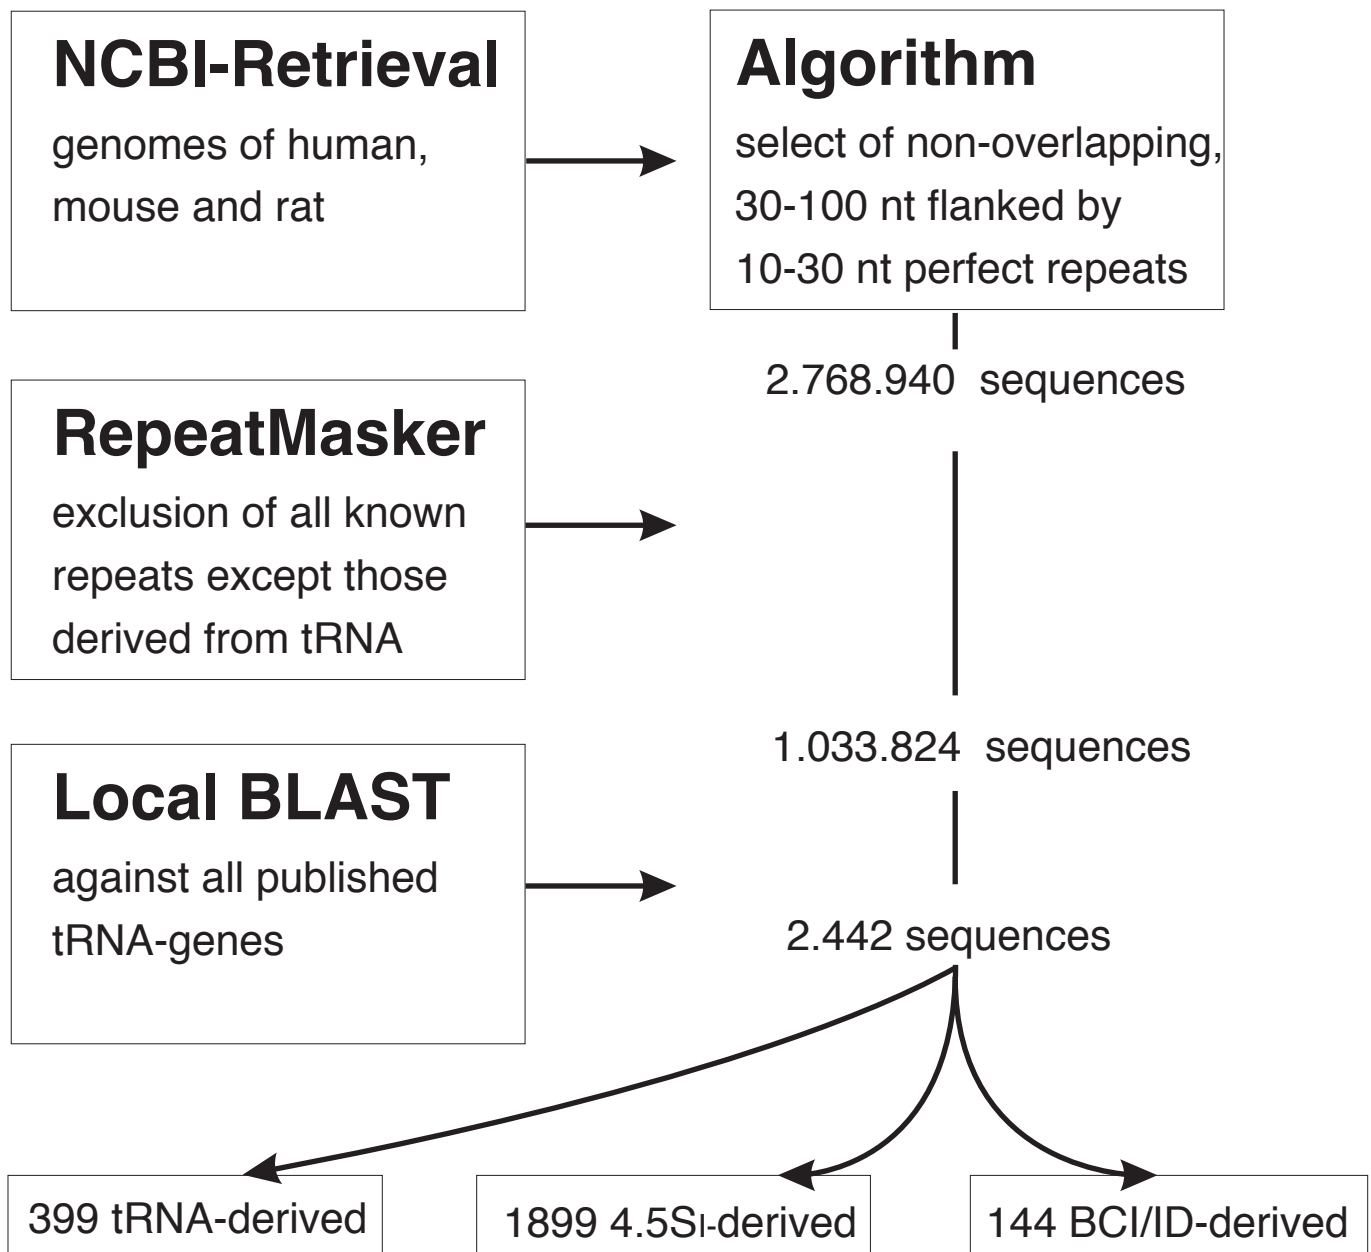 NCBI-Retrieval
genomes of human,
mouse and rat
Algorithm
select of non-overlapping,
30-100 nt flanked by
10-30 nt perfect repeats
2.768.940 sequences
RepeatMasker
exclusion of all known
repeats except those
derived from tRNA
1.033.824 sequences
Local BLAST
against all published
tRNA-genes
2.442 sequences
399 tRNA-derived
1899 4.5SI-derived
144 BCI/ID-derived